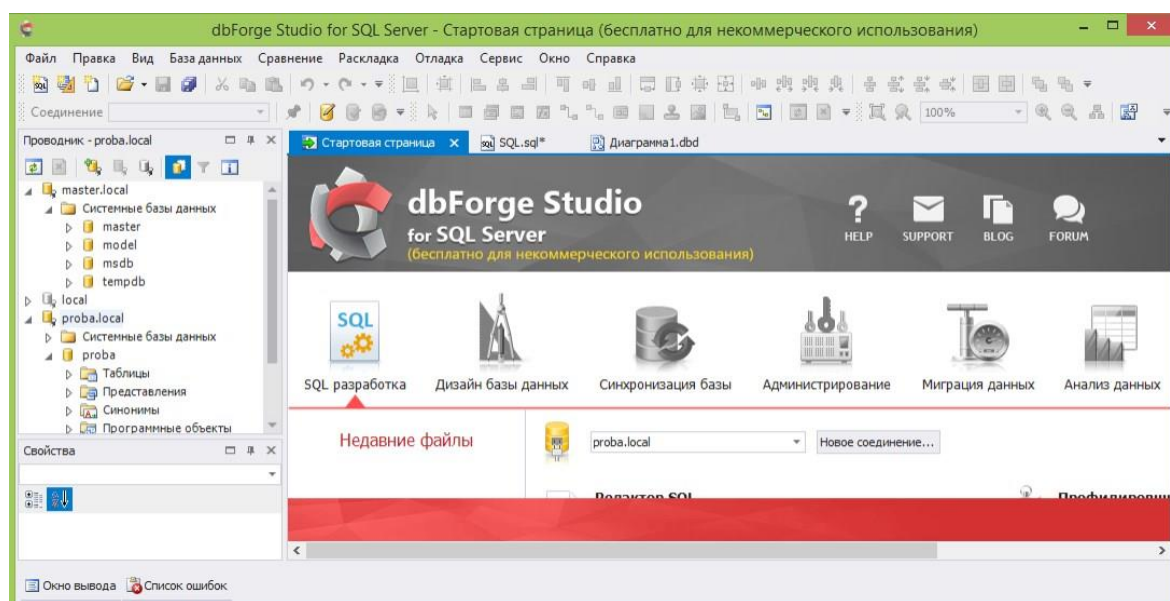 dbForge Studio for SQL Server - Стартовая страница (бесплатно для некоммерческого использования)
Файл Правка Вид База данных Сравнение Раскладка Отладка Сервис Окно Справка
Соединение
100%
Проводник - proba.local
Стартовая страница
SQL.sql*
Диаграмма1.dbd
master.local
Системные базы данных
master
model
msdb
tempdb
local
proba.local
Системные базы данных
proba
Таблицы
Представления
Синонимы
Программные объекты
Свойства
dbForge Studio
for SQL Server
(бесплатно для некоммерческого использования)
HELP SUPPORT BLOG FORUM
SQL
SQL разработка Дизайн базы данных Синхронизация базы Администрирование Миграция данных Анализ данных
Недавние файлы
proba.local
Новое соединение...
Редактор SQL
Окно вывода Список ошибок